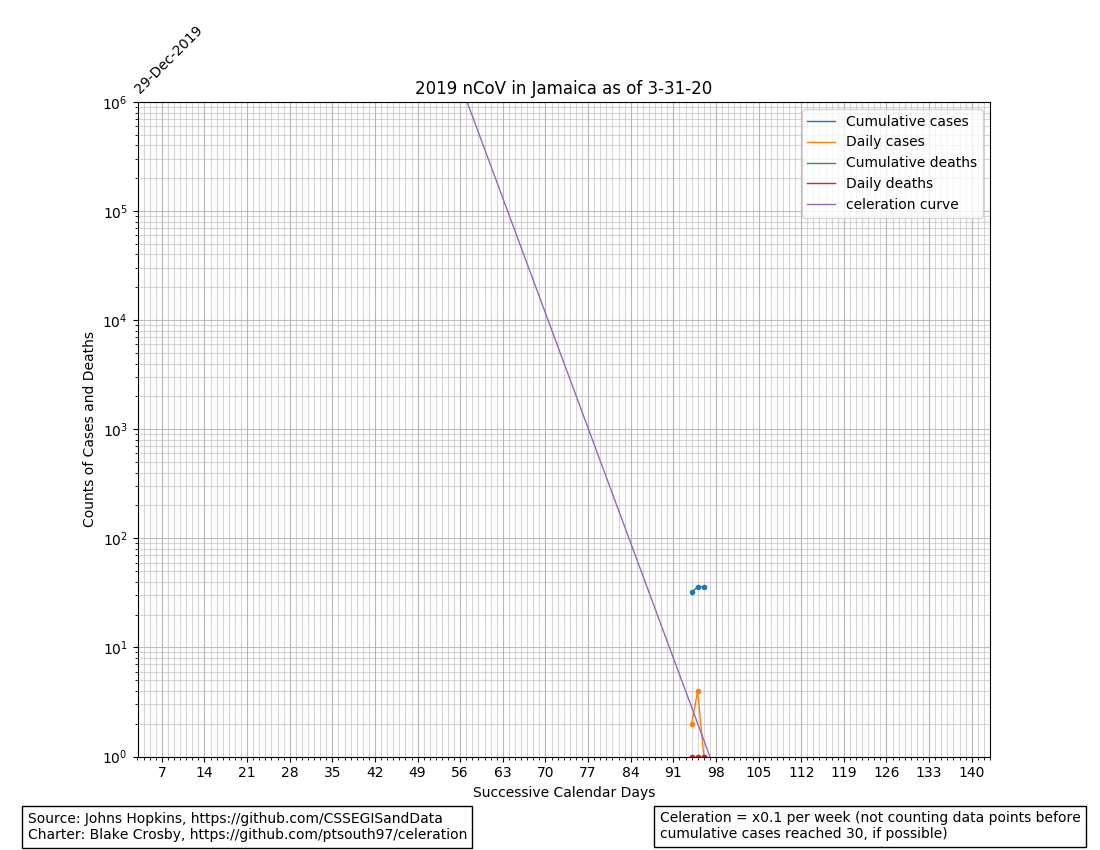 29-Dec-2019
2019 nCoV in Jamaica as of 3-31-20
Cumulative cases
Daily cases
Cumulative deaths
Daily deaths
celeration curve
Counts of Cases and Deaths
10^6
10^5
10^4
10^3
10^2
10^1
10^0
7 14 21 28 35 42 49 56 63 70 77 84 91 98 105 112 119 126 133 140
Successive Calendar Days
Source: Johns Hopkins, https://github.com/CSSEGISandData
Charter: Blake Crosby, https://github.com/ptsouth97/celeration
Celeration = x0.1 per week (not counting data points before
cumulative cases reached 30, if possible)